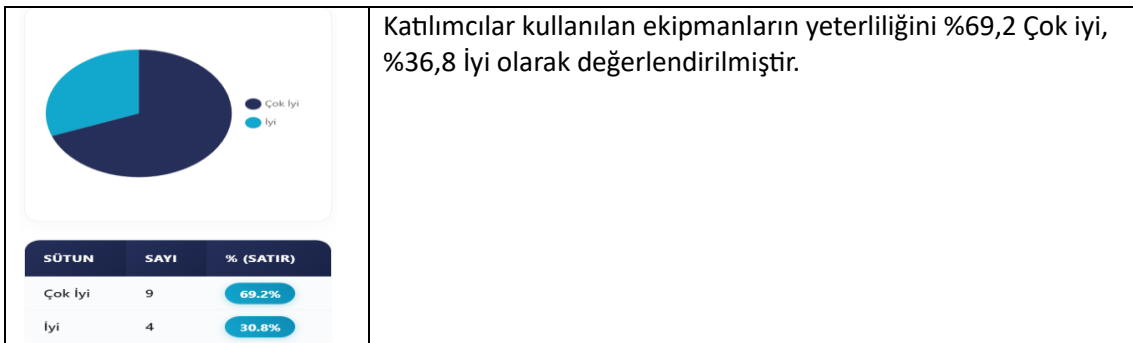 Çok İyi
İyi
SÜTUN SAYI % (SATIR)
Çok İyi 9 69.2%
İyi 4 30.8%
Katılımcılar kullanılan ekipmanların yeterliliğini %69,2 Çok iyi,
%36,8 İyi olarak değerlendirilmiştir.